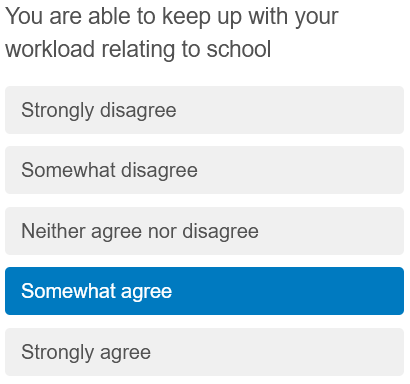 You are able to keep up with your
workload relating to school
Strongly disagree
Somewhat disagree
Neither agree nor disagree
Somewhat agree
Strongly agree